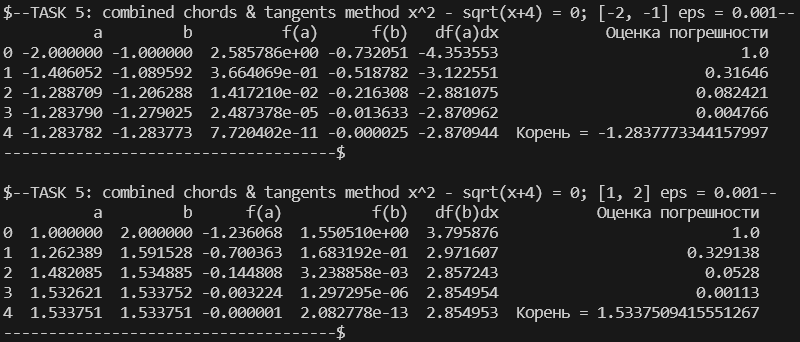 $--TASK 5: combined chords & tangents method x^2 - sqrt(x+4) = 0; [-2, -1] eps = 0.001--
a b f(a) f(b) df(a)dx Оценка погрешности
0 -2.000000 -1.000000 2.585786e+00 -0.732051 -4.353553 1.0
1 -1.406052 -1.089592 3.664069e-01 -0.518782 -3.122551 0.31646
2 -1.288709 -1.206288 1.417210e-02 -0.216308 -2.881075 0.082421
3 -1.283790 -1.279025 2.487378e-05 -0.013633 -2.870962 0.004766
4 -1.283782 -1.283773 7.720402e-11 -0.000025 -2.870944 Корень = -1.2837773344157997
-------------------------------------$
$--TASK 5: combined chords & tangents method x^2 - sqrt(x+4) = 0; [1, 2] eps = 0.001--
a b f(a) f(b) df(b)dx Оценка погрешности
0 1.000000 2.000000 -1.236068 1.550510e+00 3.795876 1.0
1 1.262389 1.591528 -0.700363 1.683192e-01 2.971607 0.329138
2 1.482085 1.534885 -0.144808 3.238858e-03 2.857243 0.0528
3 1.532621 1.533752 -0.003224 1.297295e-06 2.854954 0.00113
4 1.533751 1.533751 -0.000001 2.082778e-13 2.854953 Корень = 1.5337509415551267
-------------------------------------$